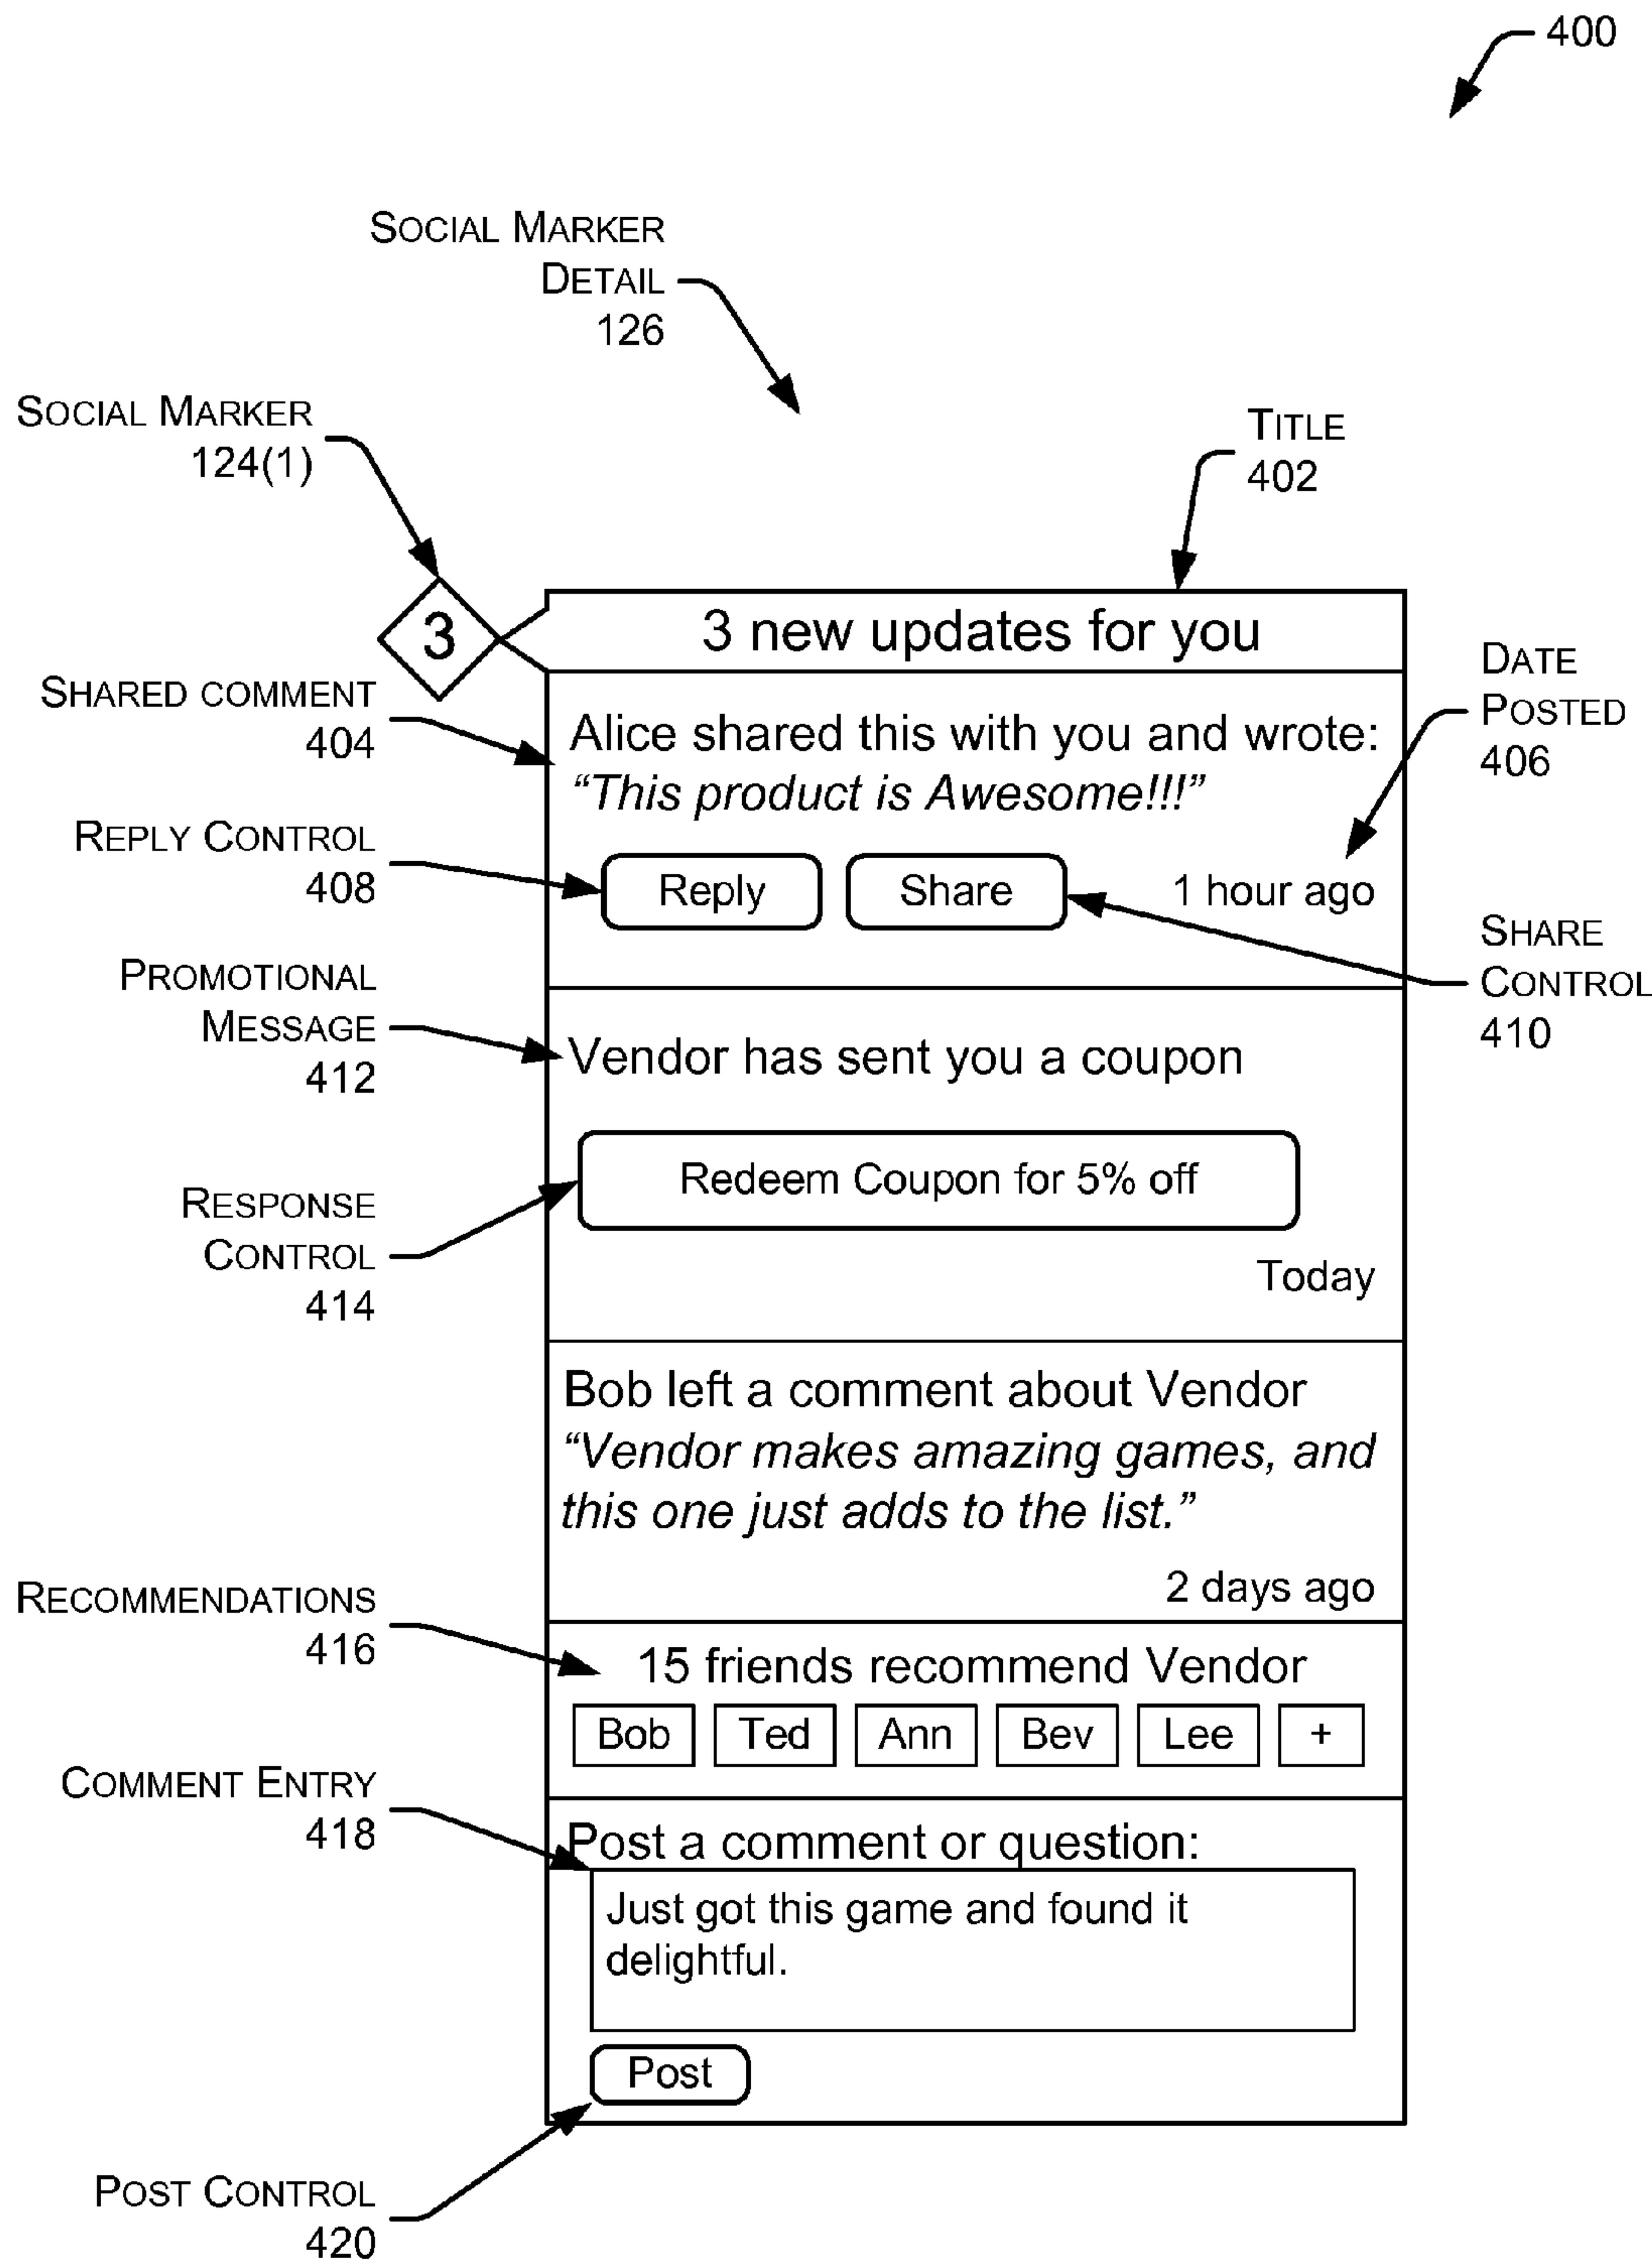 400
SOCIAL MARKER
DETAIL
126
SOCIAL MARKER
124(1)
TITLE
402
3
3 new updates for you
DATE
POSTED
406
SHARED COMMENT
404
Alice shared this with you and wrote:
“This product is Awesome!!!”
REPLY CONTROL
408
Reply
Share
1 hour ago
SHARE
CONTROL
410
PROMOTIONAL
MESSAGE
412
Vendor has sent you a coupon
Redeem Coupon for 5% off
RESPONSE
CONTROL
414
Today
Bob left a comment about Vendor
“Vendor makes amazing games, and
this one just adds to the list.”
2 days ago
RECOMMENDATIONS
416
15 friends recommend Vendor
Bob
Ted
Ann
Bev
Lee
+
COMMENT ENTRY
418
Post a comment or question:
Just got this game and found it
delightful.
Post
POST CONTROL
420